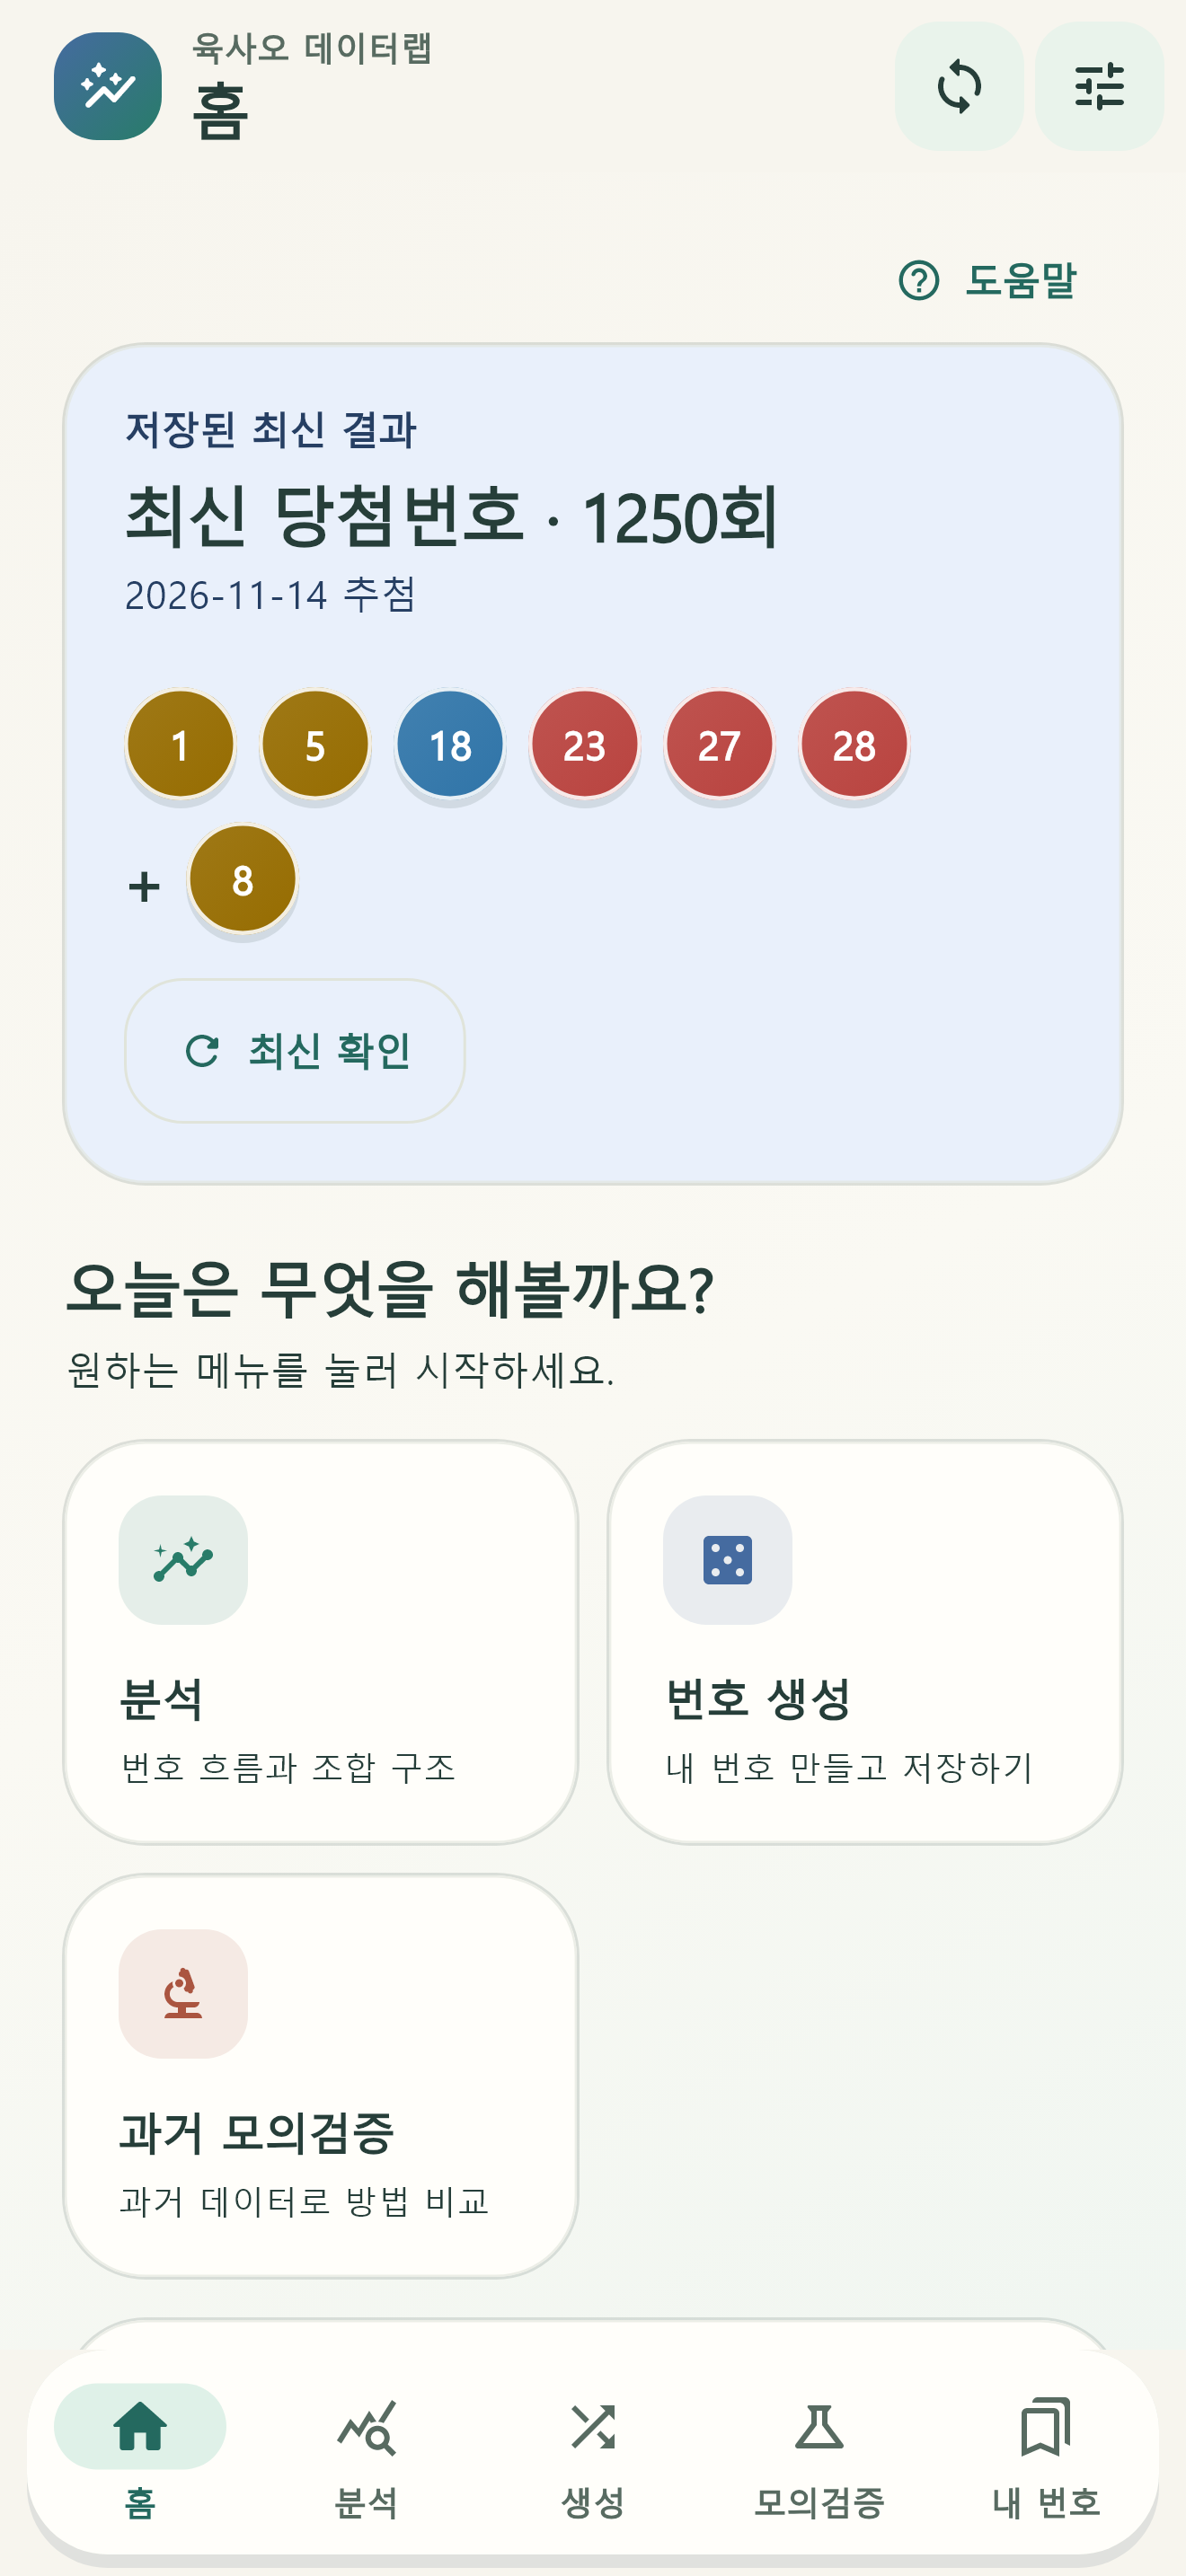 육사오 데이터랩
홈
도움말
저장된 최신 결과
최신 당첨번호 · 1250회
2026-11-14 추첨
1 5 18 23 27 28
+ 8
최신 확인
오늘은 무엇을 해볼까요?
원하는 메뉴를 눌러 시작하세요.
분석
번호 흐름과 조합 구조
번호 생성
내 번호 만들고 저장하기
과거 모의검증
과거 데이터로 방법 비교
홈 분석 생성 모의검증 내 번호